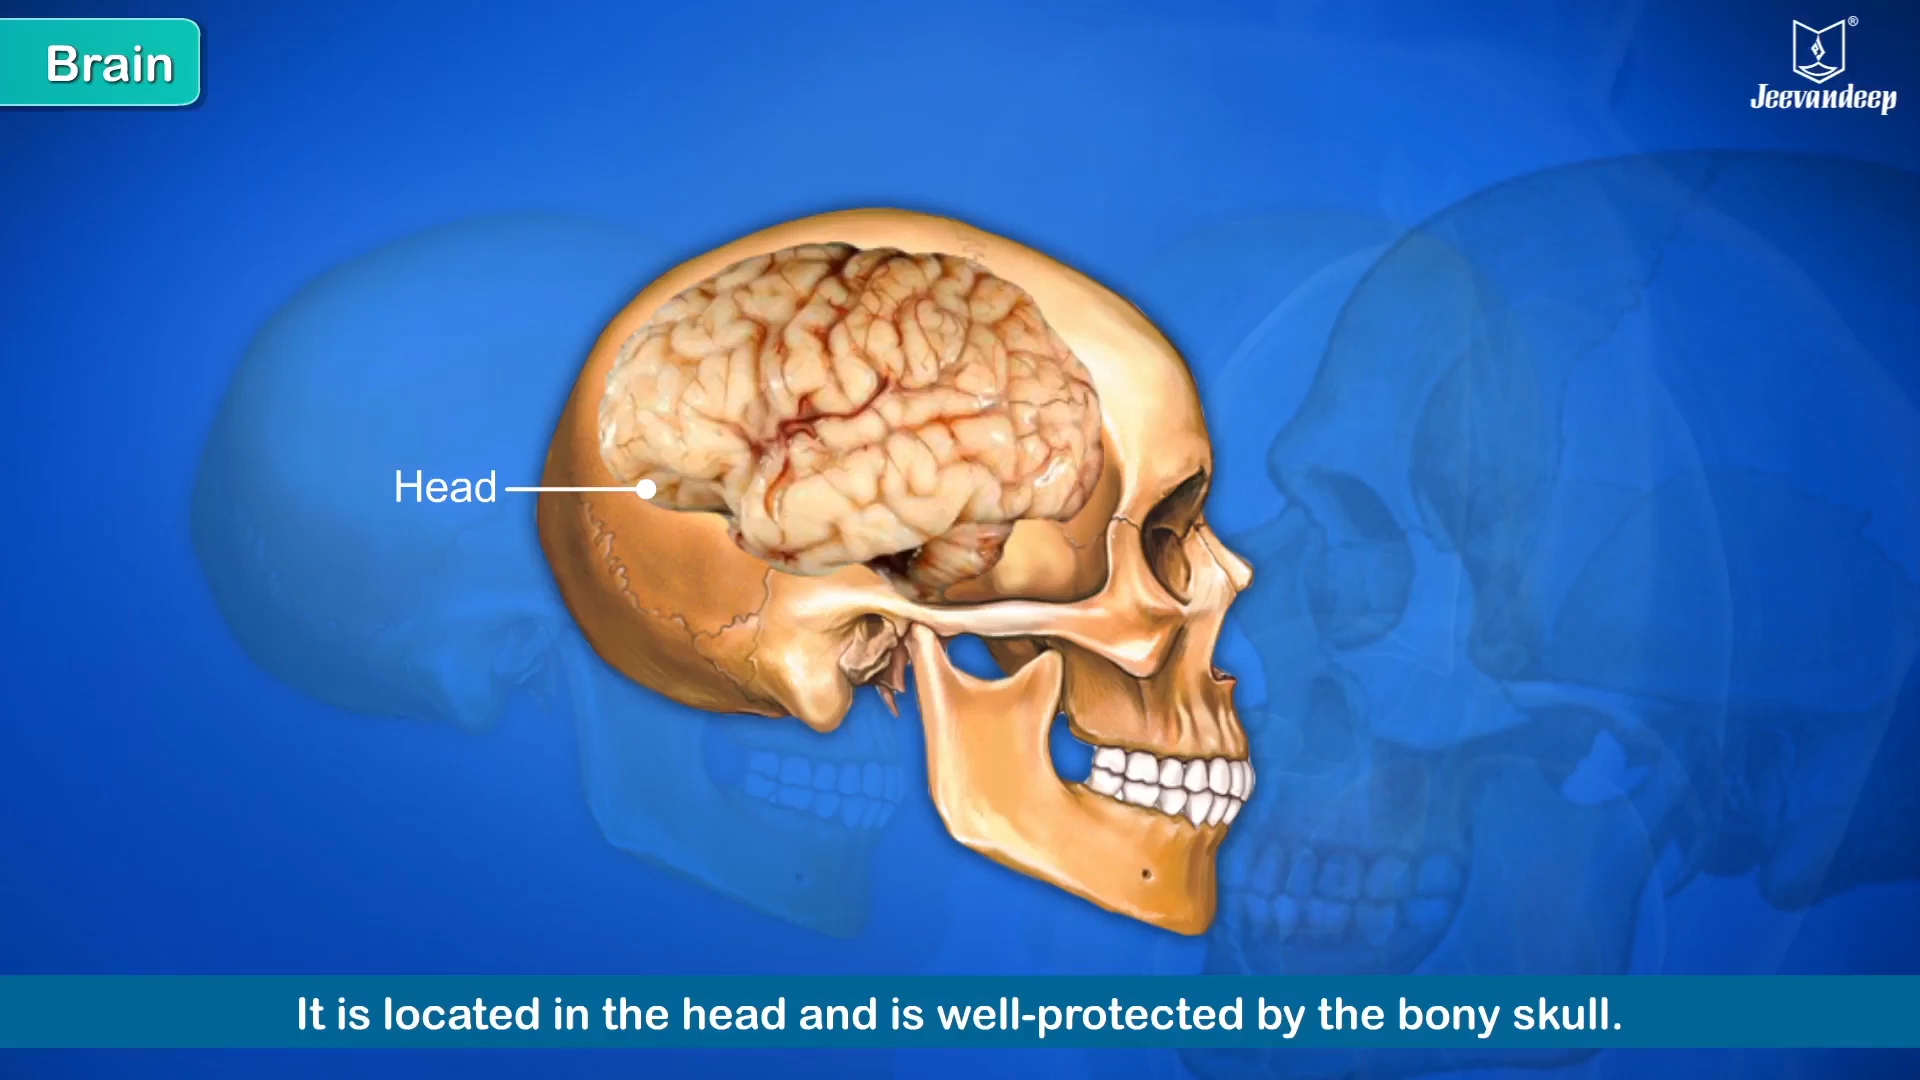 Brain
®
Jeevandeep
Head
It is located in the head and is well-protected by the bony skull.